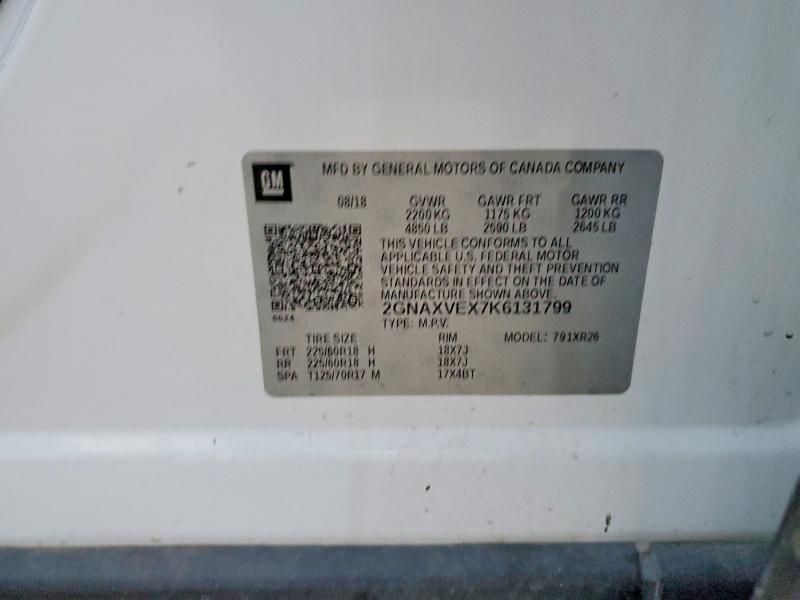 GM
MFD BY GENERAL MOTORS OF CANADA COMPANY
08/18 GVWR GAWR FRT GAWR RR
2200 KG 1175 KG 1200 KG
4850 LB 2590 LB 2645 LB
THIS VEHICLE CONFORMS TO ALL
APPLICABLE U.S. FEDERAL MOTOR
VEHICLE SAFETY AND THEFT PREVENTION
STANDARDS IN EFFECT ON THE DATE OF
MANUFACTURE SHOWN ABOVE.
2GNAXVEX7K6131799
TYPE: M.P.V. MODEL: 791XR26
TIRE SIZE RIM
FRT 225/60R18 H 18X7J
RR 225/60R18 H 18X7J
SPA T125/70R17 M 17X4BT